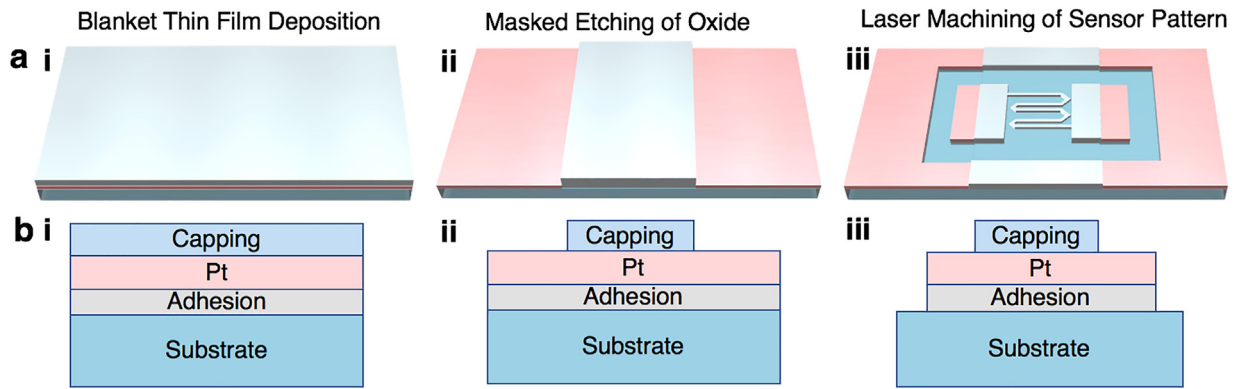 Blanket Thin Film Deposition
Masked Etching of Oxide
Laser Machining of Sensor Pattern
a i
ii
iii
b i
ii
iii
Capping
Pt
Adhesion
Substrate
Capping
Pt
Adhesion
Substrate
Capping
Pt
Adhesion
Substrate